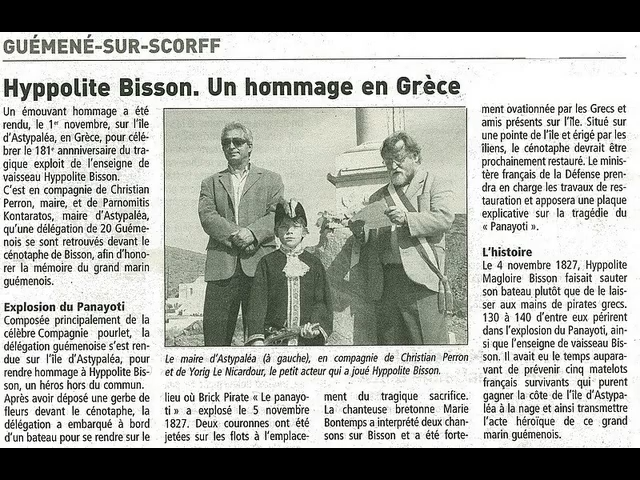 GUÉMENÉ-SUR-SCORFF
Hyppolite Bisson. Un hommage en Grèce
Un émouvant hommage a été
rendu, le 1er novembre, sur l'île
d'Astypaléa, en Grèce, pour célé-
brer le 181e annniversaire du tra-
gique exploit de l'enseigne de
vaisseau Hyppolite Bisson.
C'est en compagnie de Christian
Perron, maire, et de Parnomitis
Kontaratos, maire d'Astypaléa,
qu'une délégation de 20 Guéme-
nois se sont retrouvés devant le
cénotaphe de Bisson, afin d'hono-
rer la mémoire du grand marin
guémenois.
Explosion du Panayoti
Composée principalement de la
célèbre Compagnie pourlet, la
délégation guémenoise s'est ren-
due sur l'île d'Astypaléa, pour
rendre hommage à Hyppolite Bis-
son, un héros hors du commun.
Après avoir déposé une gerbe de
fleurs devant le cénotaphe, la
délégation a embarqué à bord
d'un bateau pour se rendre sur le
Le maire d'Astypaléa (à gauche), en compagnie de Christian Perron
et de Yorig Le Nicardour, le petit acteur qui a joué Hyppolite Bisson.
lieu où Brick Pirate « Le panayo-
ti » a explosé le 5 novembre
1827. Deux couronnes ont été
jetées sur les flots à l'emplace-
ment du tragique sacrifice.
La chanteuse bretonne Marie
Bontemps a interprété deux chan-
sons sur Bisson et a été forte-
ment ovationnée par les Grecs et
amis présents sur l'île. Situé sur
une pointe de l'île et érigé par les
îliens, le cénotaphe devrait être
prochainement restauré. Le minis-
tère français de la Défense pren-
dra en charge les travaux de res-
tauration et apposera une plaque
explicative sur la tragédie du
« Panayoti ».
L'histoire
Le 4 novembre 1827, Hyppolite
Magloire Bisson faisait sauter
son bateau plutôt que de le lais-
ser aux mains de pirates grecs.
130 à 140 d'entre eux périrent
dans l'explosion du Panayoti, ain-
si que l'enseigne de vaisseau
Bisson. Il avait eu le temps aupara-
vant de prévenir cinq matelots
français survivants qui purent
gagner la côte de l'île d'Astypa-
léa à la nage et ainsi transmettre
l'acte héroïque de ce grand
marin guémenois.